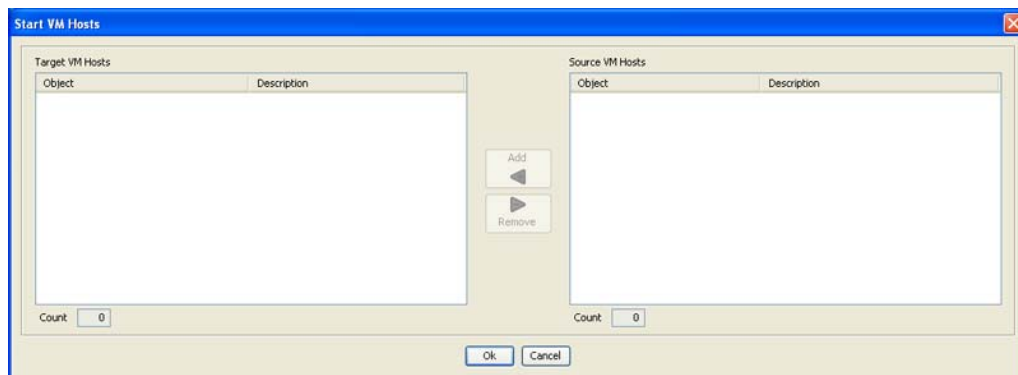 Start VM Hosts
Target VM Hosts
Object Description
Count 0
Add
Remove
Source VM Hosts
Object Description
Count 0
Ok Cancel